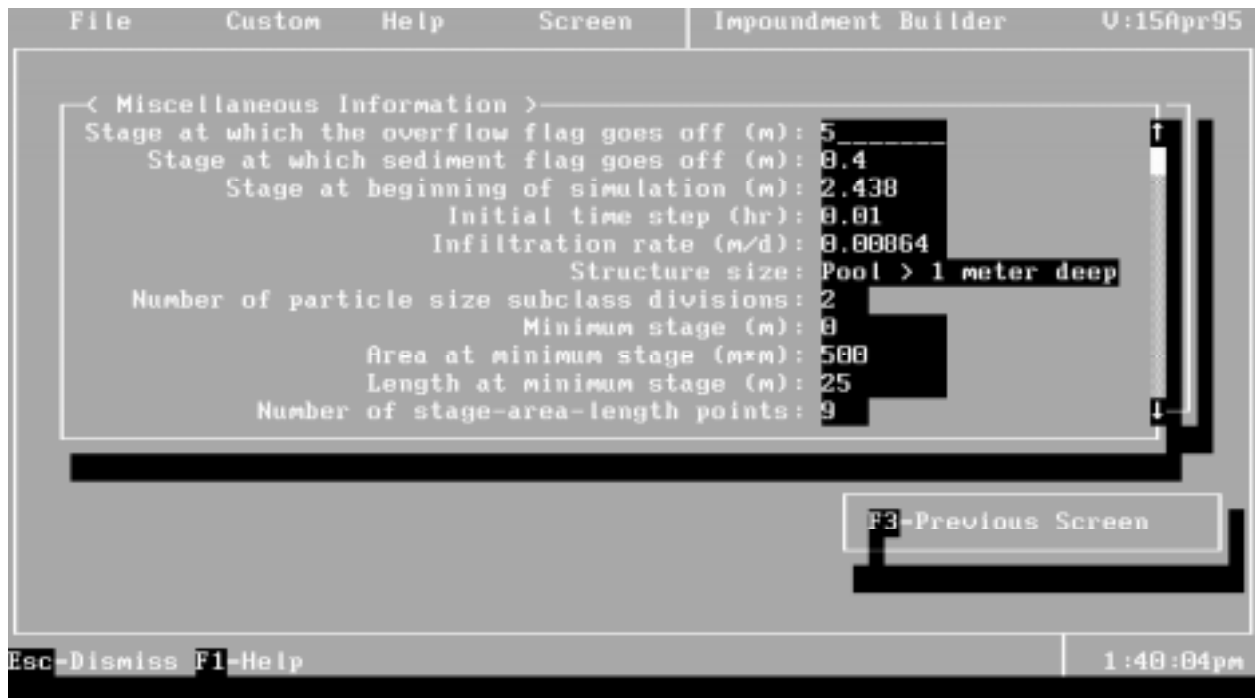 File Custom Help Screen Impoundment Builder V:15Apr95
< Miscellaneous Information >
Stage at which the overflow flag goes off (m): 5_______
Stage at which sediment flag goes off (m): 0.4
Stage at beginning of simulation (m): 2.438
Initial time step (hr): 0.01
Infiltration rate (m/d): 0.00864
Structure size: Pool > 1 meter deep
Number of particle size subclass divisions: 2
Minimum stage (m): 0
Area at minimum stage (m*m): 500
Length at minimum stage (m): 25
Number of stage-area-length points: 9
F3-Previous Screen
Esc-Dismiss F1-Help 1:40:04pm